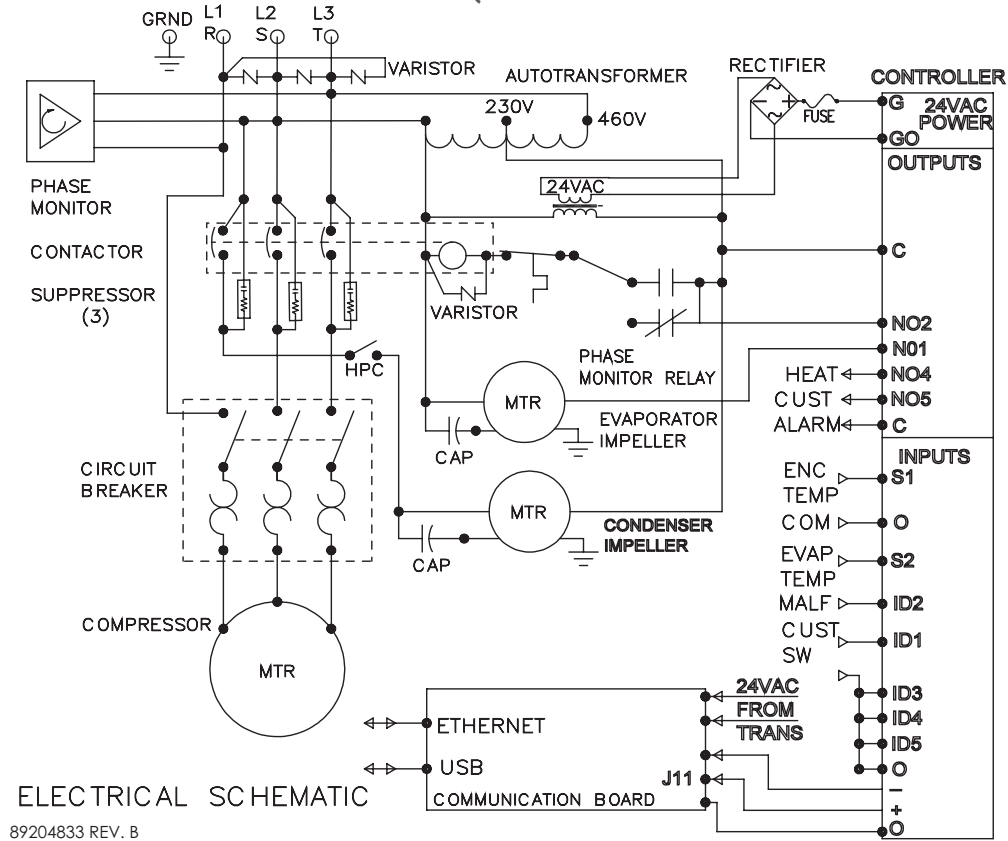 GRND
L1
L2
L3
R
S
T
VARISTOR
AUTOTRANSFORMER
230V
460V
RECTIFIER
FUSE
CONTROLLER
G
24VAC
POWER
GO
OUTPUTS
PHASE
MONITOR
24VAC
CONTACTOR
C
SUPPRESSOR
(3)
VARISTOR
NO2
N01
HPC
PHASE
MONITOR RELAY
HEAT
NO4
CUST
NO5
ALARM
C
MTR
EVAPORATOR
IMPELLER
CAP
INPUTS
CIRCUIT
BREAKER
ENC
TEMP
S1
COM
O
MTR
CONDENSER
IMPELLER
CAP
EVAP
TEMP
S2
MALF
ID2
CUST
SW
ID1
COMPRESSOR
MTR
24VAC
FROM
TRANS
ID3
ID4
ID5
O
ETHERNET
USB
J11
COMMUNICATION BOARD
-
+
O
ELECTRICAL SCHEMATIC
89204833 REV. B